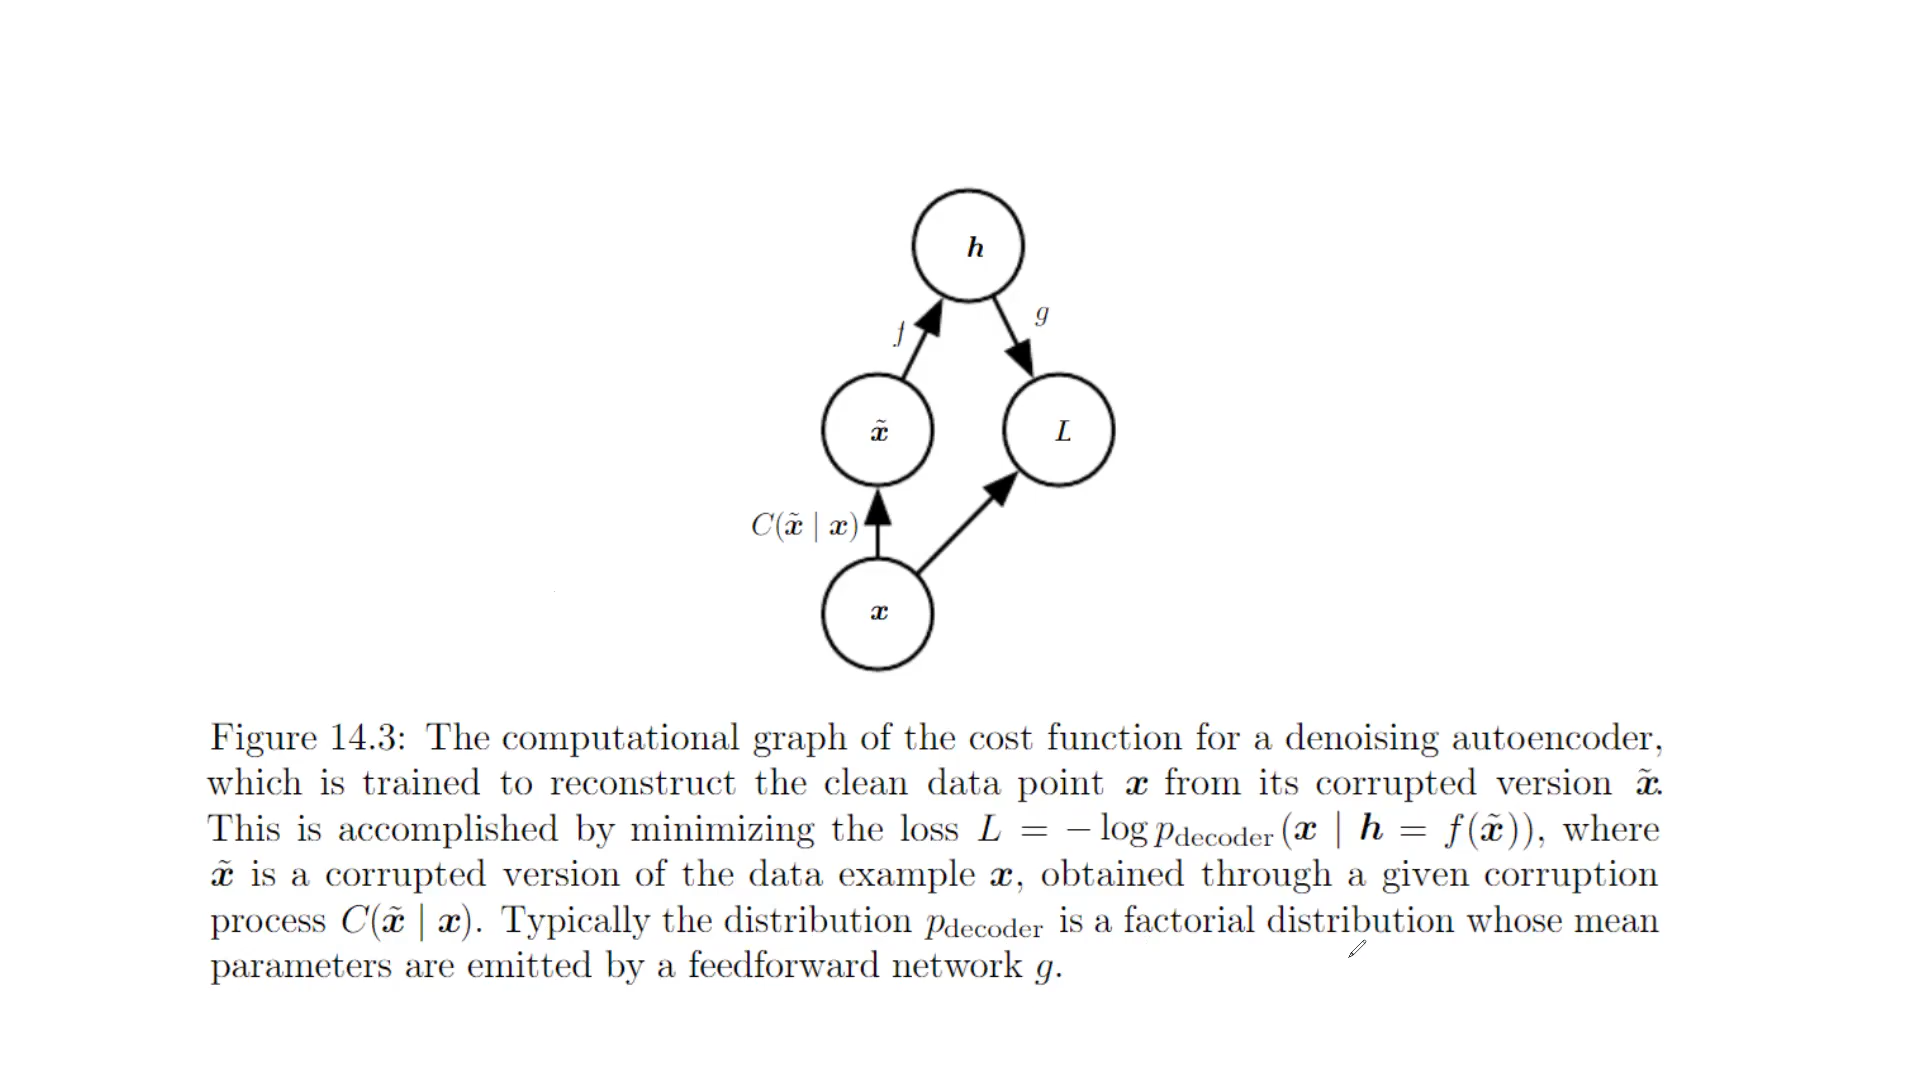 h
f
g
x̃
L
C(x̃ | x)
x
Figure 14.3: The computational graph of the cost function for a denoising autoencoder,
which is trained to reconstruct the clean data point x from its corrupted version x̃.
This is accomplished by minimizing the loss L = − log p_decoder(x | h = f(x̃)), where
x̃ is a corrupted version of the data example x, obtained through a given corruption
process C(x̃ | x). Typically the distribution p_decoder is a factorial distribution whose mean
parameters are emitted by a feedforward network g.